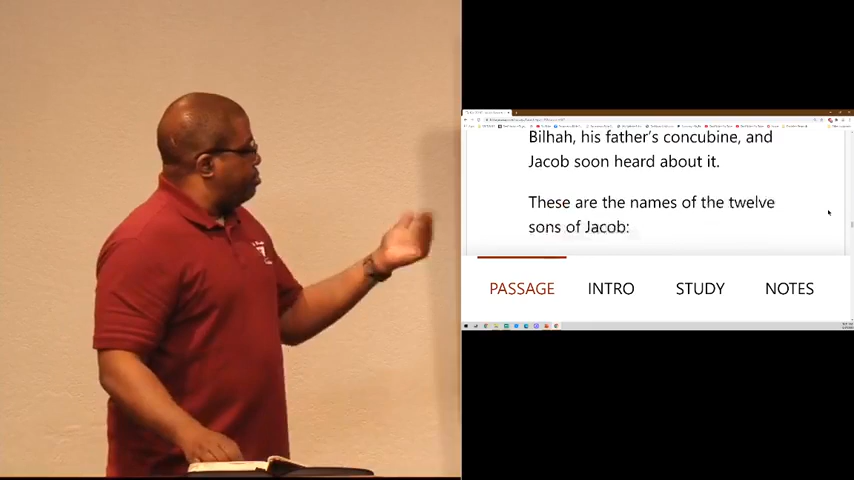 Bilhah, his father's concubine, and
Jacob soon heard about it.
These are the names of the twelve
sons of Jacob:
PASSAGE
INTRO
STUDY
NOTES